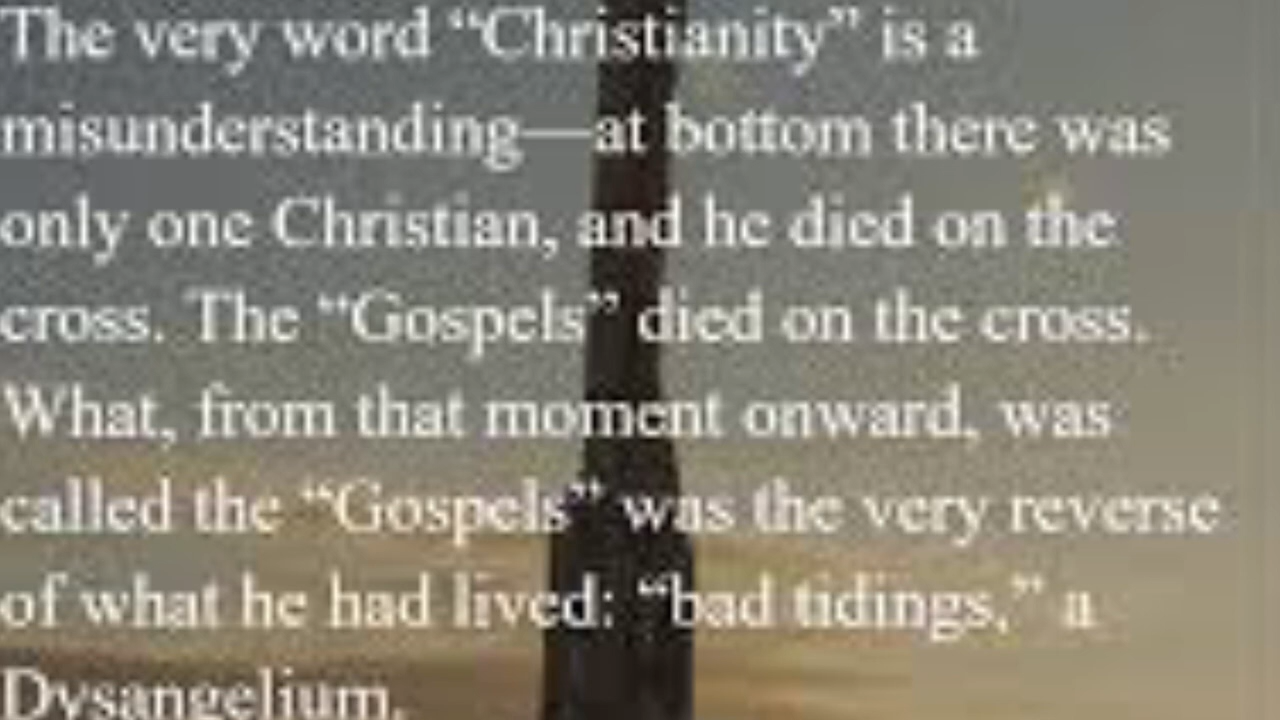 The very word “Christianity” is a
misunderstanding—at bottom there was
only one Christian, and he died on the
cross. The “Gospels” died on the cross.
What, from that moment onward, was
called the “Gospels” was the very reverse
of what he had lived: “bad tidings,” a
Dysangelium.